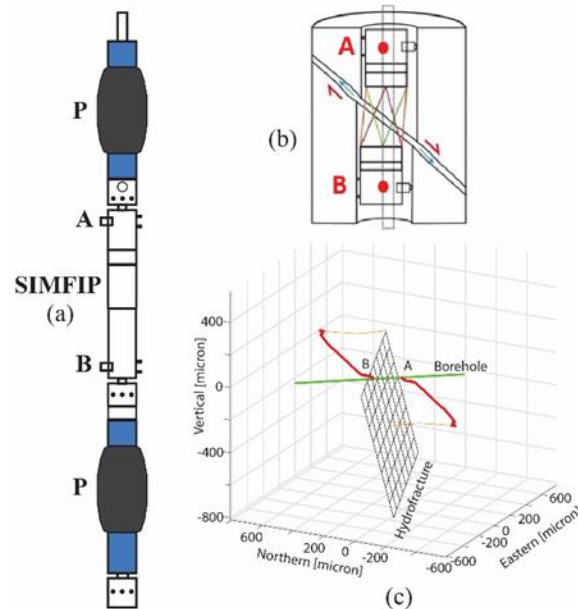 (a)
P
A
SIMFIP
B
P
A
B
(b)
400
0
-400
-800
Vertical [micron]
B
A
Borehole
Hydrofracture
600
200
0
-200
-600
Northern [micron]
600
200
0
-200
-600
Eastern [micron]
(c)